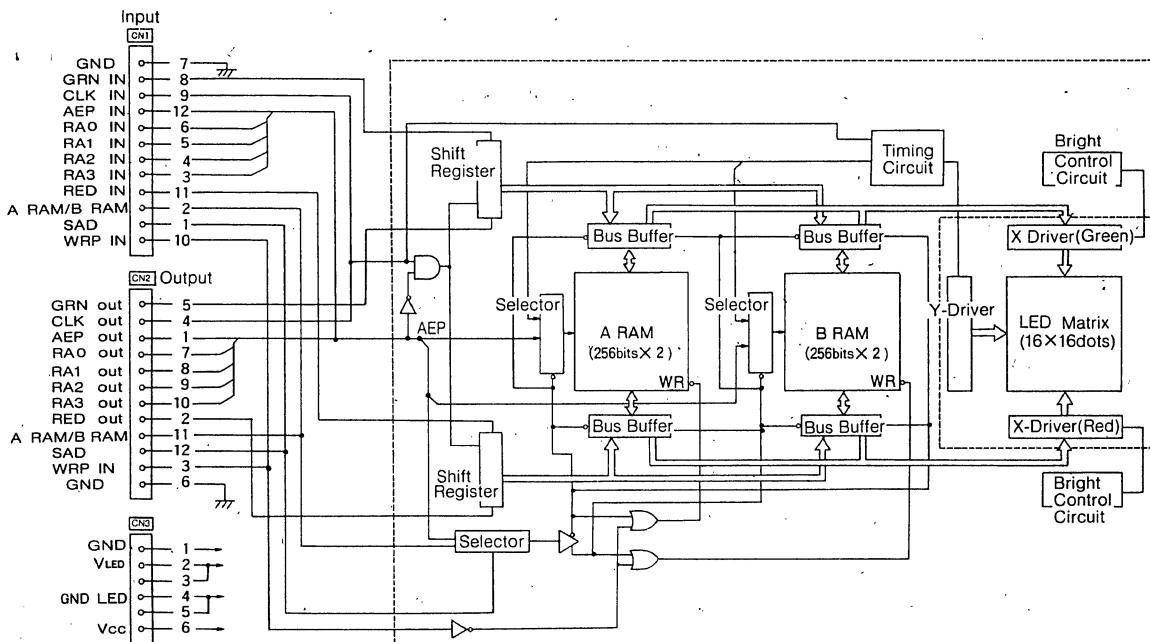 Input
CN1
GND 7
GRN IN 8
CLK IN 9
AEP IN 12
RA0 IN 6
RA1 IN 5
RA2 IN 4
RA3 IN 3
RED IN 11
A RAM/B RAM 2
SAD 1
WRP IN 10
CN2 Output
GRN out 5
CLK out 4
AEP out 1
RA0 out 7
RA1 out 8
RA2 out 9
RA3 out 10
RED out 2
A RAM/B RAM 11
SAD 12
WRP IN 3
GND 6
CN3
GND 1
VLED 2
3
GND LED 4
5
Vcc 6
Shift
Register
AEP
Shift
Register
Selector
Selector
Bus Buffer
A RAM
(256bits×2)
WR
Bus Buffer
Selector
Bus Buffer
B RAM
(256bits×2)
WR
Bus Buffer
Timing
Circuit
Y-Driver
Bright
Control
Circuit
X Driver(Green)
LED Matrix
(16×16dots)
X-Driver(Red)
Bright
Control
Circuit